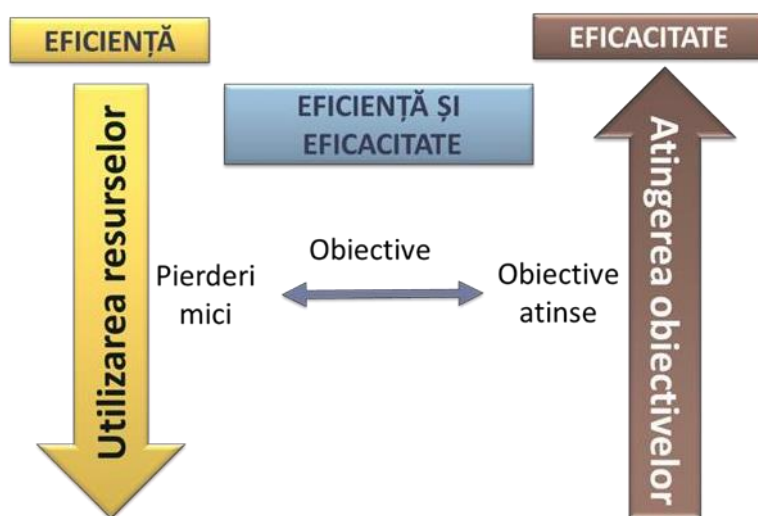 EFICIENȚĂ
EFICACITATE
EFICIENȚĂ ȘI
EFICACITATE
Utilizarea resurselor
Pierderi
mici
Obiective
Obiective
atinse
Atingerea obiectivelor